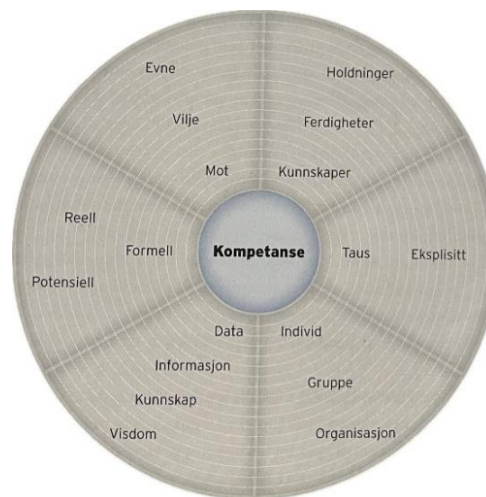 Evne
Holdninger
Vilje
Ferdigheter
Mot
Kunnskaper
Reell
Formell
Kompetanse
Taus
Eksplisitt
Potensiell
Data
Individ
Informasjon
Gruppe
Kunnskap
Visdom
Organisasjon